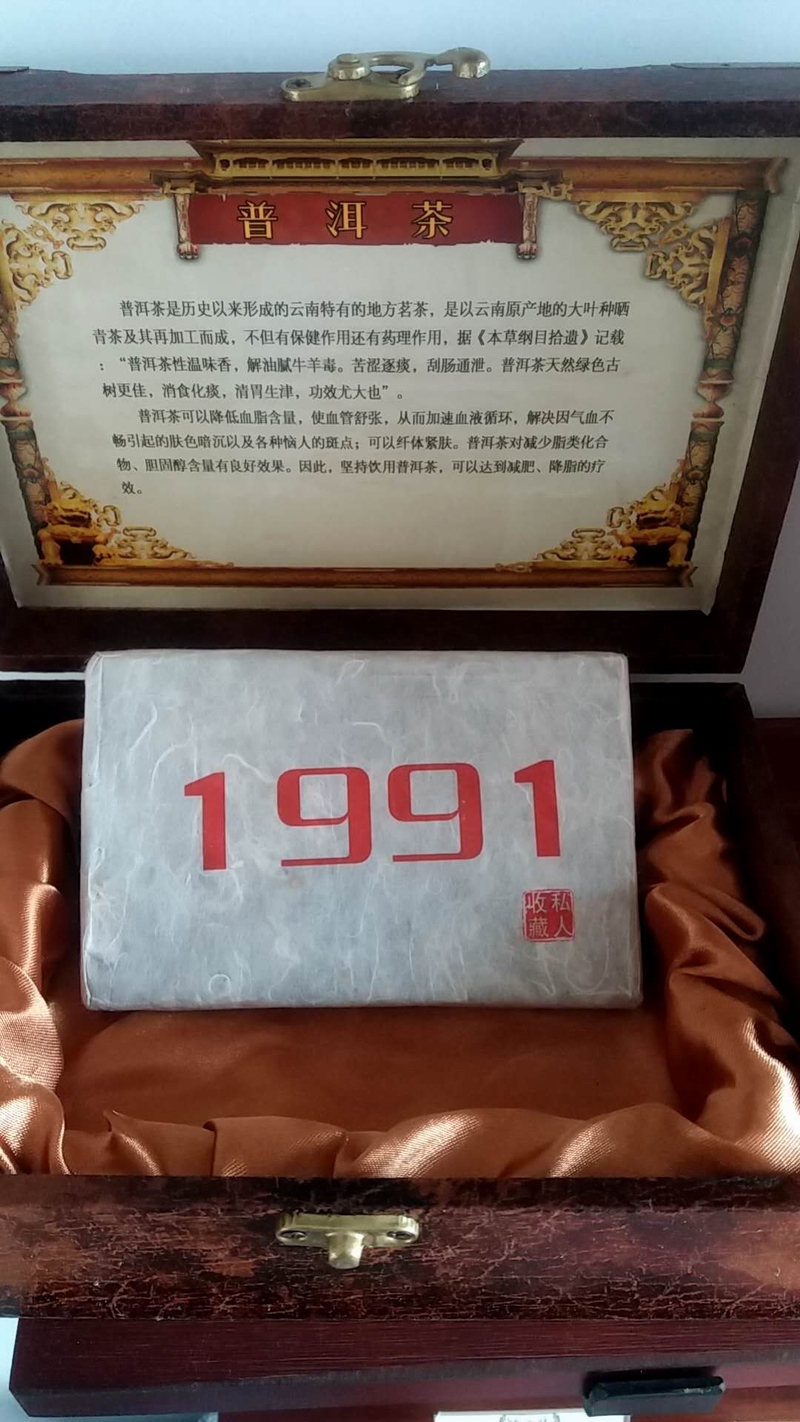 普洱茶
普洱茶是历史以来形成的云南特有的地方茗茶，是以云南原产地的大叶种晒
青茶及其再加工而成，不但有保健作用还有药理作用，据《本草纲目拾遗》记载
：“普洱茶性温味香，解油腻牛羊毒。苦涩逐痰，刮肠通泄。普洱茶天然绿色古
树更佳，消食化痰，清胃生津，功效尤大也”。
普洱茶可以降低血脂含量，使血管舒张，从而加速血液循环，解决因气血不
畅引起的肤色暗沉以及各种恼人的斑点；可以纤体紧肤。普洱茶对减少脂类化合
物、胆固醇含量有良好效果。因此，坚持饮用普洱茶，可以达到减肥、降脂的疗
效。
1991
私人
收藏